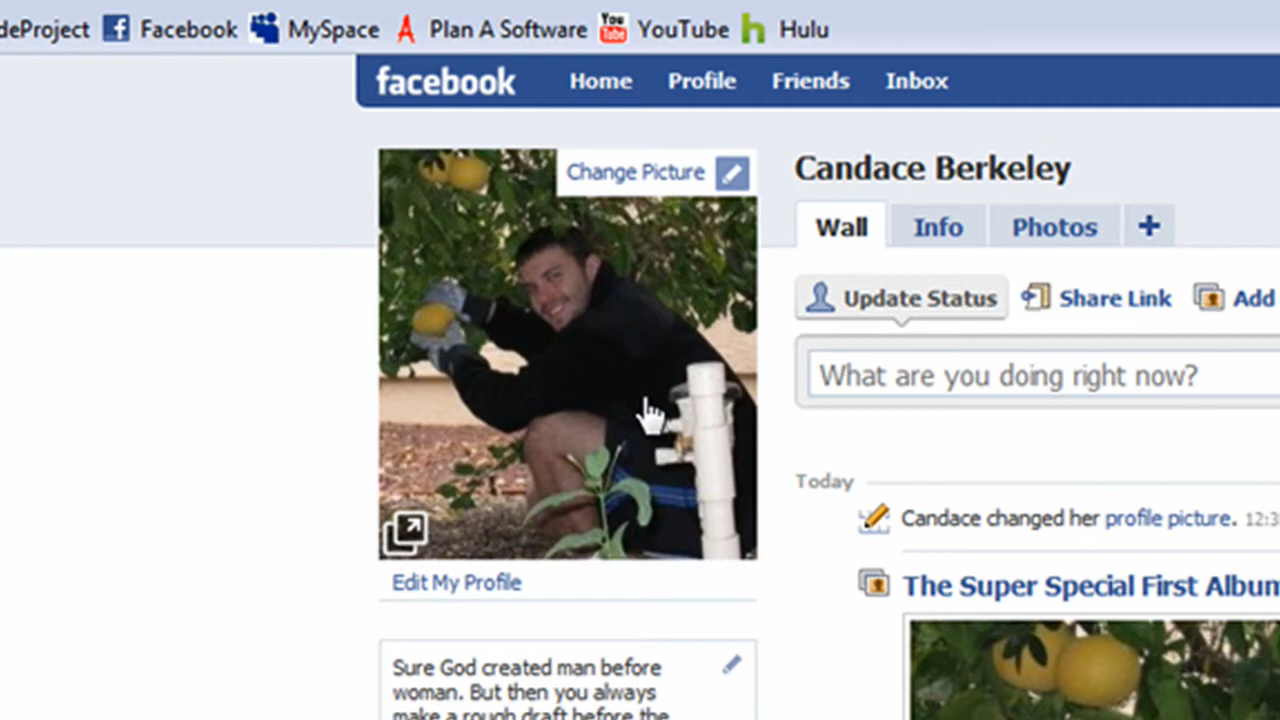 deProject Facebook MySpace Plan A Software YouTube Hulu
facebook Home Profile Friends Inbox
Change Picture
Candace Berkeley
Wall Info Photos +
Update Status Share Link Add
What are you doing right now?
Today
Candace changed her profile picture. 12:3
Edit My Profile
The Super Special First Album
Sure God created man before
woman. But then you always
make a rough draft before the